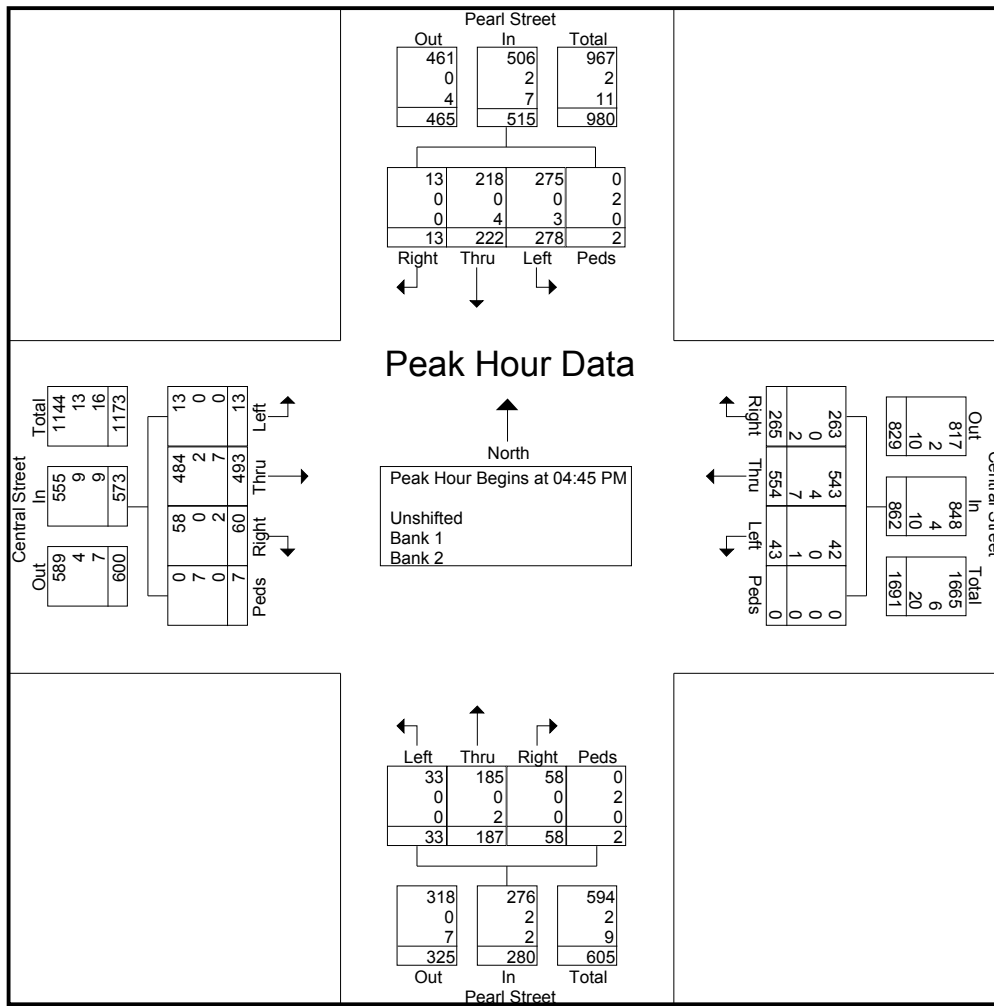 Pearl Street
Out In Total
461 506 967
0 2 2
4 7 11
465 515 980
13 218 275 0
0 0 0 2
0 4 3 0
13 222 278 2
Right Thru Left Peds
Peak Hour Data
North
Peak Hour Begins at 04:45 PM
Unshifted
Bank 1
Bank 2
Central Street
Out In Total
589 555 1144
4 9 13
7 9 16
600 573 1173
0 58 484 13
7 0 2 0
0 2 7 0
7 60 493 13
Peds Right Thru Left
Central Street
Out In Total
817 848 1665
2 4 6
10 10 20
829 862 1691
263 543 42 0
0 4 0 0
2 7 1 0
265 554 43 0
Right Thru Left Peds
Left Thru Right Peds
33 185 58 0
0 0 0 2
0 2 0 0
33 187 58 2
318 276 594
0 2 2
7 2 9
325 280 605
Out In Total
Pearl Street